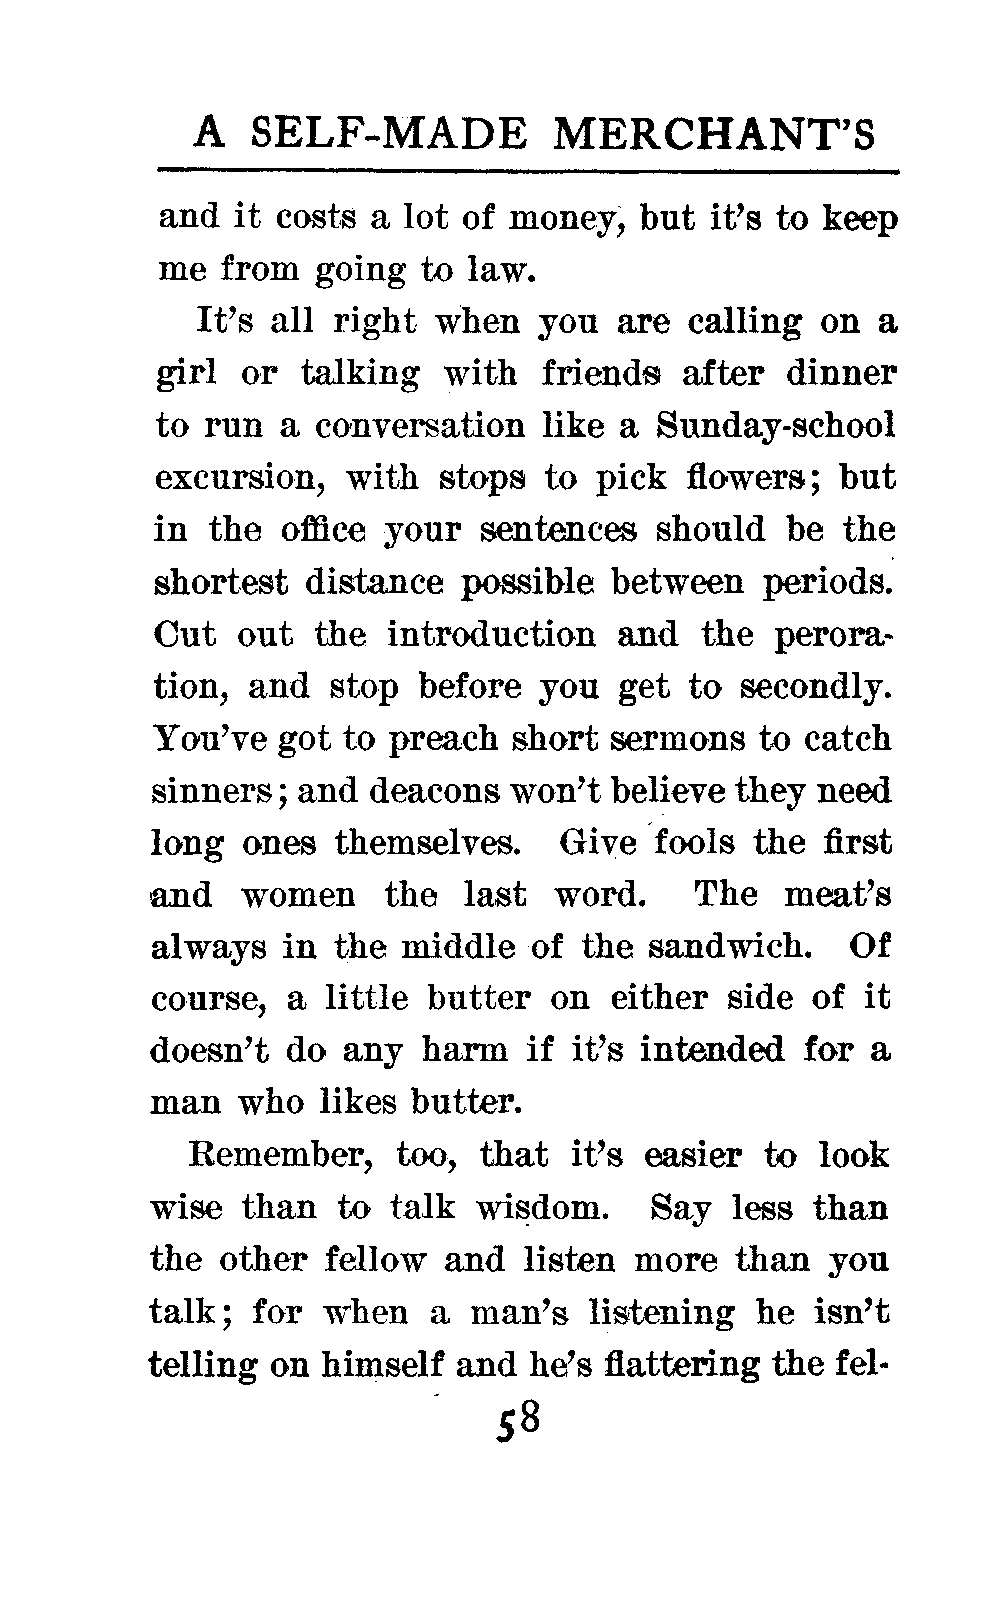 A SELF-MADE MERCHANT'S
and it costs a lot of money, but it's to keep
me from going to law.
It's all right when you are calling on a
girl or talking with friends after dinner
to run a conversation like a Sunday-school
excursion, with stops to pick flowers; but
in the office your sentences should be the
shortest distance possible between periods.
Cut out the introduction and the perora-
tion, and stop before you get to secondly.
You've got to preach short sermons to catch
sinners; and deacons won't believe they need
long ones themselves. Give fools the first
and women the last word. The meat's
always in the middle of the sandwich. Of
course, a little butter on either side of it
doesn't do any harm if it's intended for a
man who likes butter.
Remember, too, that it's easier to look
wise than to talk wisdom. Say less than
the other fellow and listen more than you
talk; for when a man's listening he isn't
telling on himself and he's flattering the fel-
58